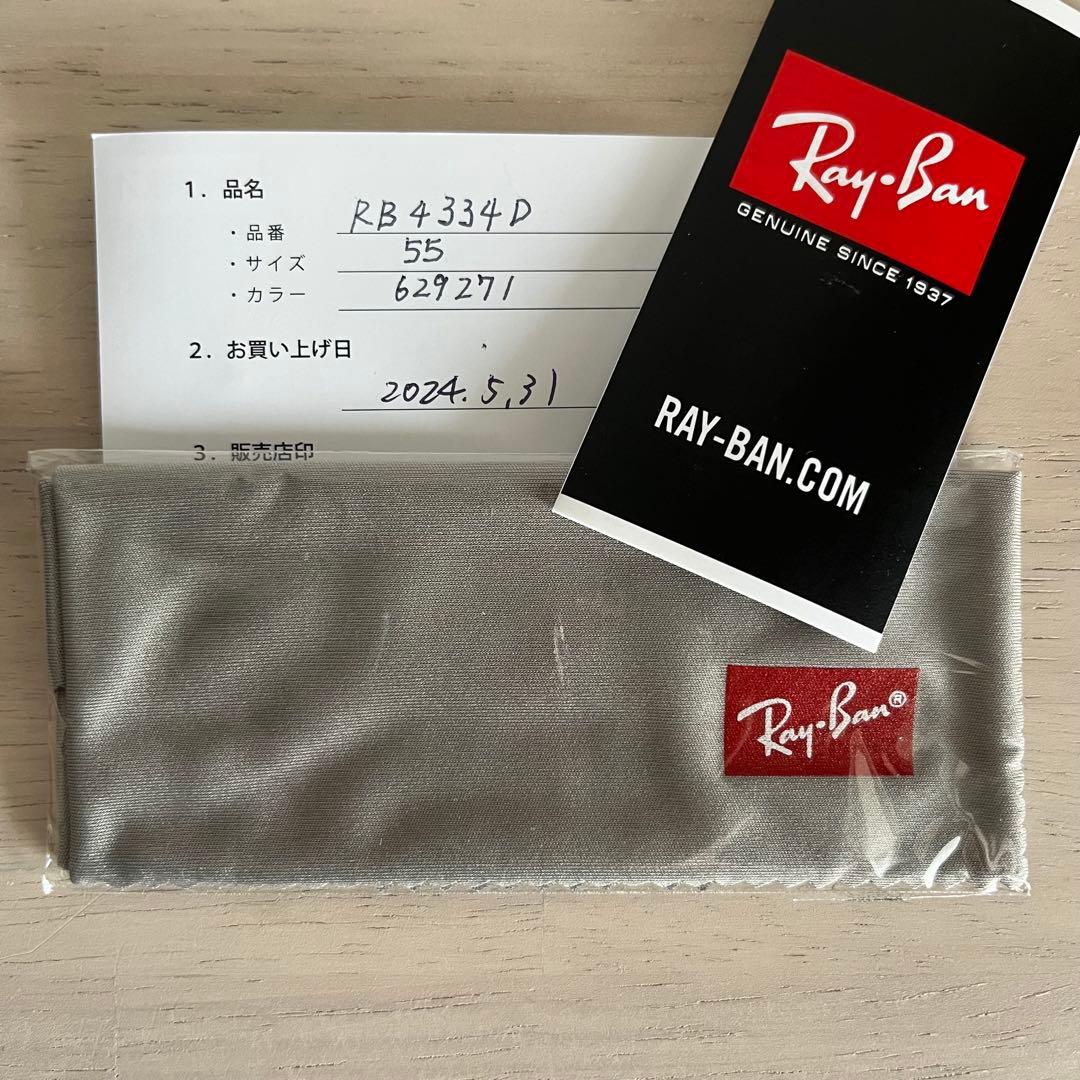 1. 品名
・品番 RB4334D
・サイズ 55
・カラー 629271
2. お買い上げ日
2024.5.31
3. 販売店印
Ray-Ban
GENUINE SINCE 1937
RAY-BAN.COM
Ray-Ban®